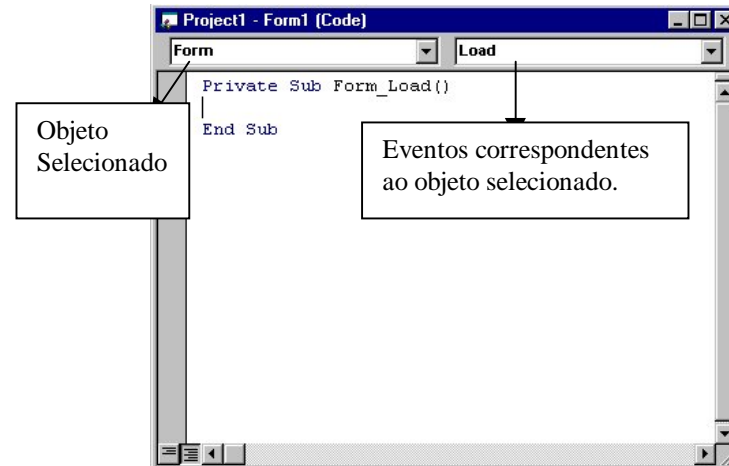 Project1 - Form1 (Code)
Form
Load
Private Sub Form_Load()
End Sub
Objeto
Selecionado
Eventos correspondentes
ao objeto selecionado.